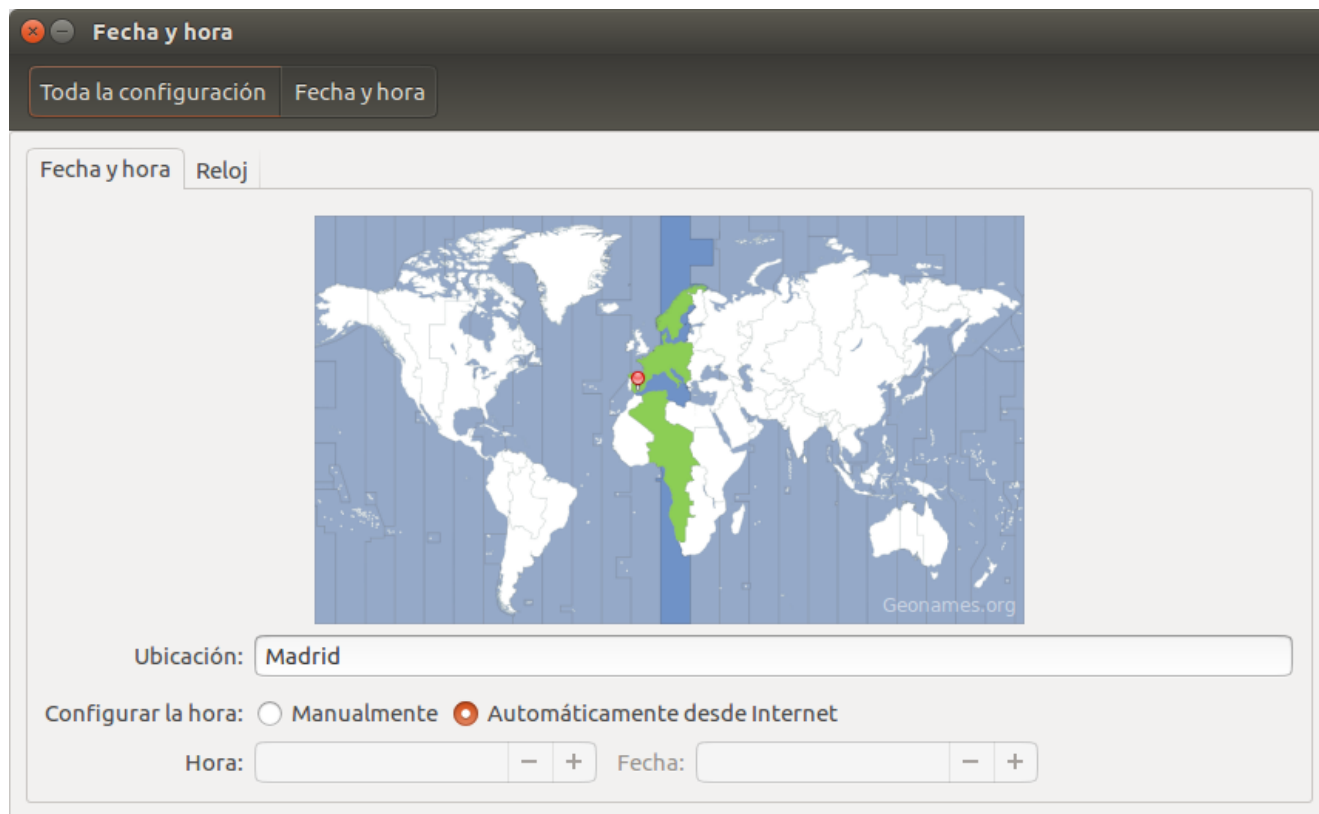 Fecha y hora
Toda la configuración Fecha y hora
Fecha y hora Reloj
Geonames.org
Ubicación: Madrid
Configurar la hora: Manualmente Automáticamente desde Internet
Hora: − + Fecha: − +